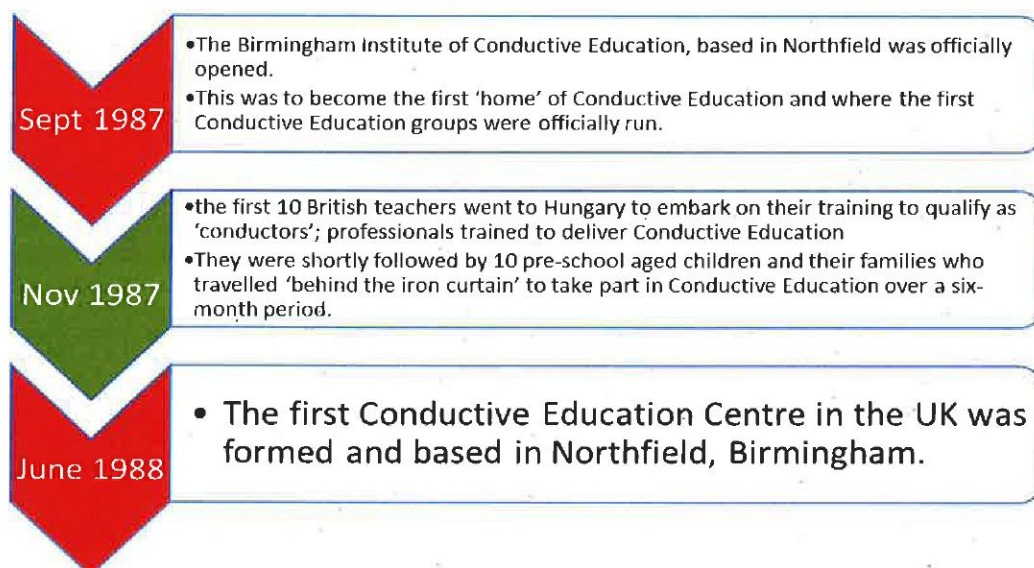 Sept 1987
•The Birmingham Institute of Conductive Education, based in Northfield was officially
opened.
•This was to become the first 'home' of Conductive Education and where the first
Conductive Education groups were officially run.
Nov 1987
•the first 10 British teachers went to Hungary to embark on their training to qualify as
'conductors'; professionals trained to deliver Conductive Education
•They were shortly followed by 10 pre-school aged children and their families who
travelled 'behind the iron curtain' to take part in Conductive Education over a six-
month period.
June 1988
• The first Conductive Education Centre in the UK was
formed and based in Northfield, Birmingham.